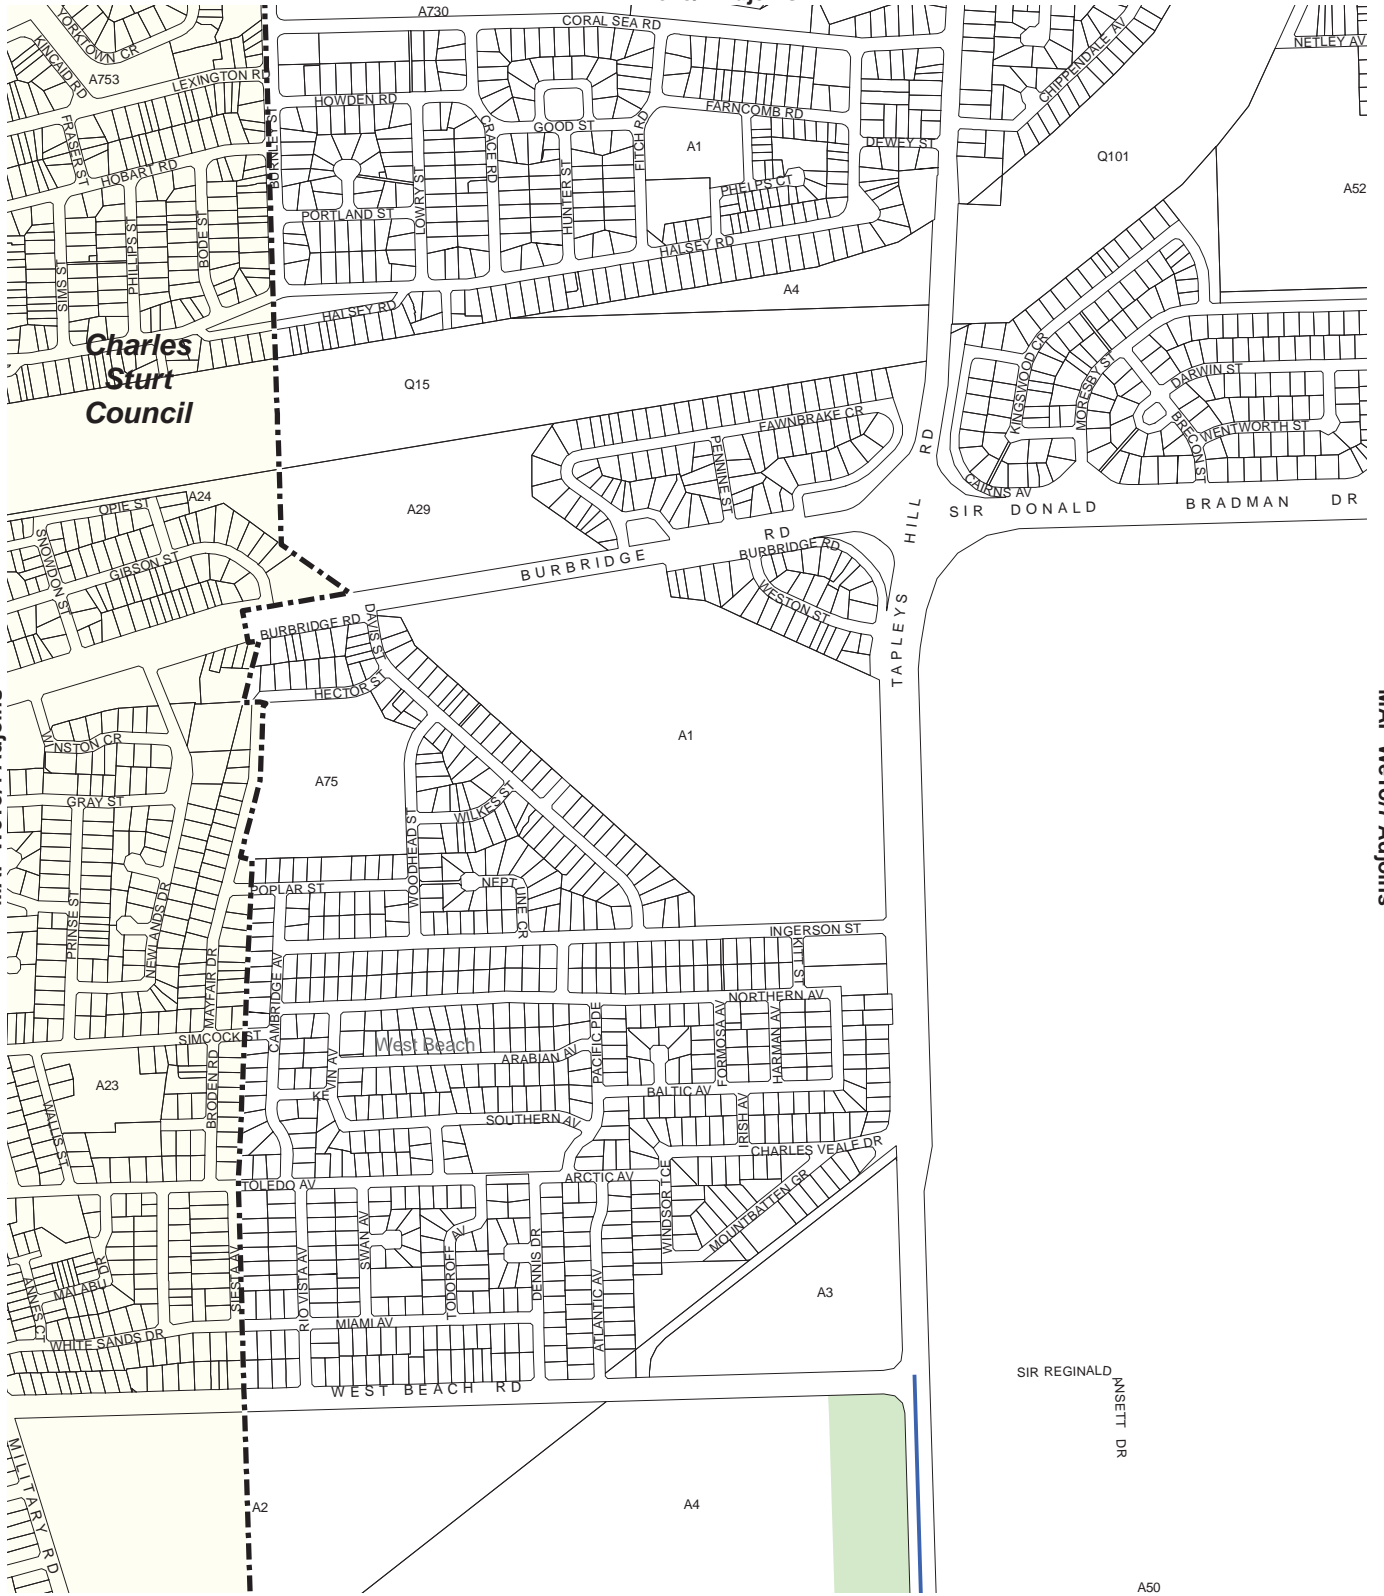 A730
CORAL SEA RD
YORKTOWN CR
KINCAID RD
A753
LEXINGTON RD
CHIPPENDALE AV
NETLEY AV
HOWDEN RD
FRASER ST
BURNLEY ST
GRACE RD
GOOD ST
FITCH RD
FARNCOMB RD
A1
DEWEY ST
Q101
HOBART RD
A52
PHELPS CT
PORTLAND ST
LOWRY ST
HUNTER ST
PHILLIPS ST
BODE ST
SIMS ST
HALSEY RD
A4
HALSEY RD
Charles
Sturt
Council
KINGSWOOD CR
MORESBY ST
DARWIN ST
Q15
FAWNBRAKE CR
BRECON ST
WENTWORTH ST
PENNINE ST
CAIRNS AV
A24
OPIE ST
A29
SIR DONALD BRADMAN DR
TAPLEYS HILL RD
BURBRIDGE RD
BURBRIDGE RD
SNOWDON ST
GIBSON ST
WESTON ST
DAVIS ST
BURBRIDGE RD
HECTOR ST
WINSTON CR
A1
A75
GRAY ST
WILKES ST
WOODHEAD ST
POPLAR ST
NEPTUNE CR
PRINSE ST
NEWLANDS DR
INGERSON ST
KITT ST
MAYFAIR DR
CAMBRIDGE AV
NORTHERN AV
SIMCOCK ST
West Beach
ARABIAN AV
PACIFIC PDE
FORMOSA AV
HARMAN AV
KEVIN AV
A23
BRODEN RD
BALTIC AV
WALLIS ST
SOUTHERN AV
IRISH AV
CHARLES VEALE DR
TOLEDO AV
ARCTIC AV
WINDSOR TCE
MOUNTBATTEN GR
SWAN AV
TODOROFF AV
DENNIS DR
SIESTA AV
RIO VISTA AV
ATLANTIC AV
MALABU DR
ANNES CT
A3
MIAMI AV
WHITE SANDS DR
WEST BEACH RD
SIR REGINALD
ANSETT DR
MILITARY RD
A2
A4
A50